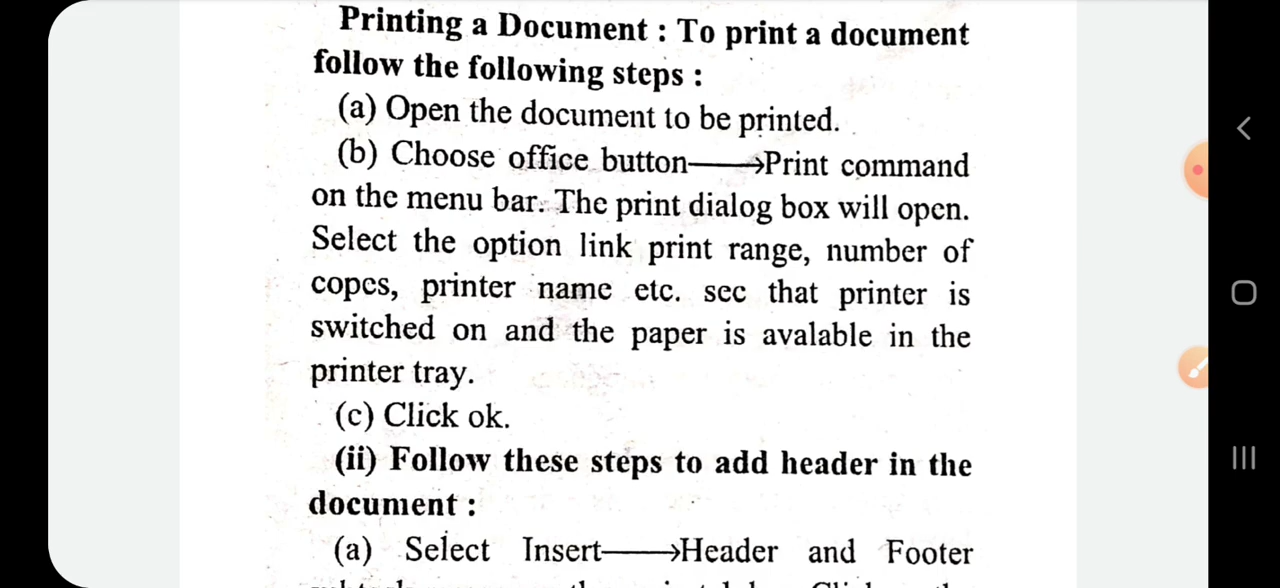 Printing a Document : To print a document
follow the following steps :
(a) Open the document to be printed.
(b) Choose office button⟶Print command
on the menu bar. The print dialog box will open.
Select the option link print range, number of
copes, printer name etc. see that printer is
switched on and the paper is avalable in the
printer tray.
(c) Click ok.
(ii) Follow these steps to add header in the
document :
(a) Select Insert⟶Header and Footer